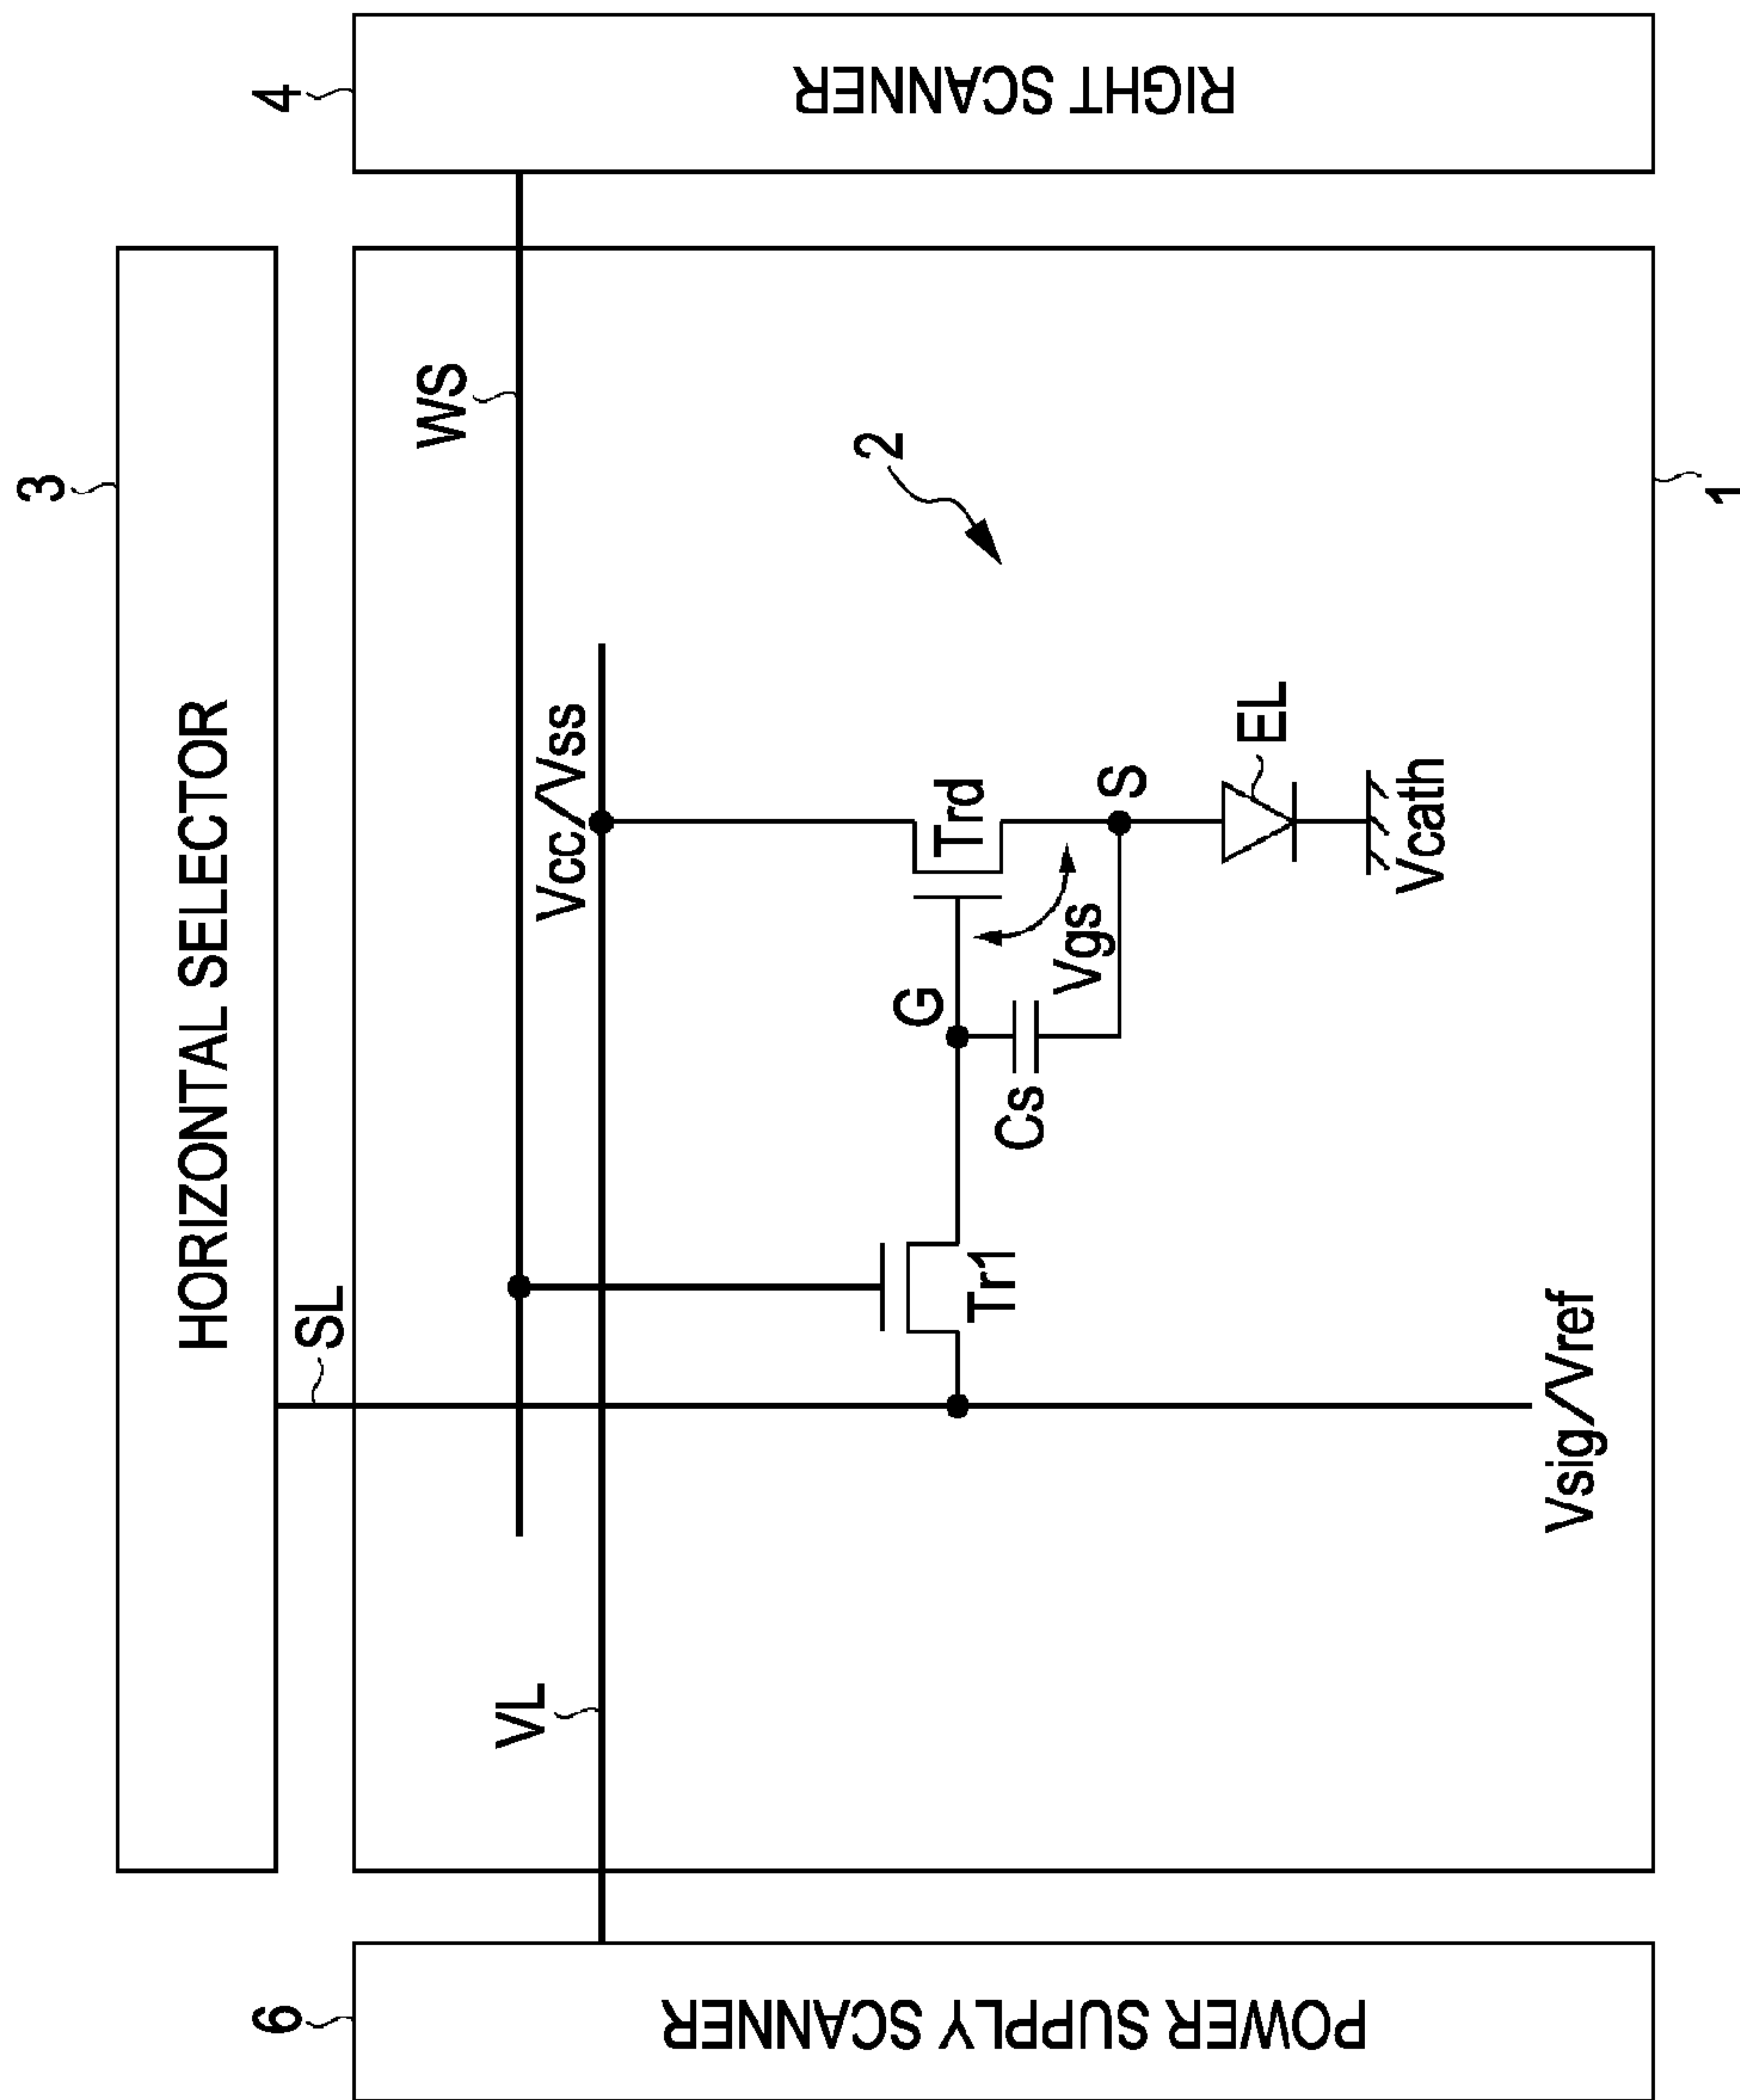 3
HORIZONTAL SELECTOR
6
SL
4
WS
VL
Vcc/Vss
2
G
Trd
Tr1
Cs
Vgs
S
EL
Vcath
Vsig/Vref
POWER SUPPLY SCANNER
RIGHT SCANNER
1